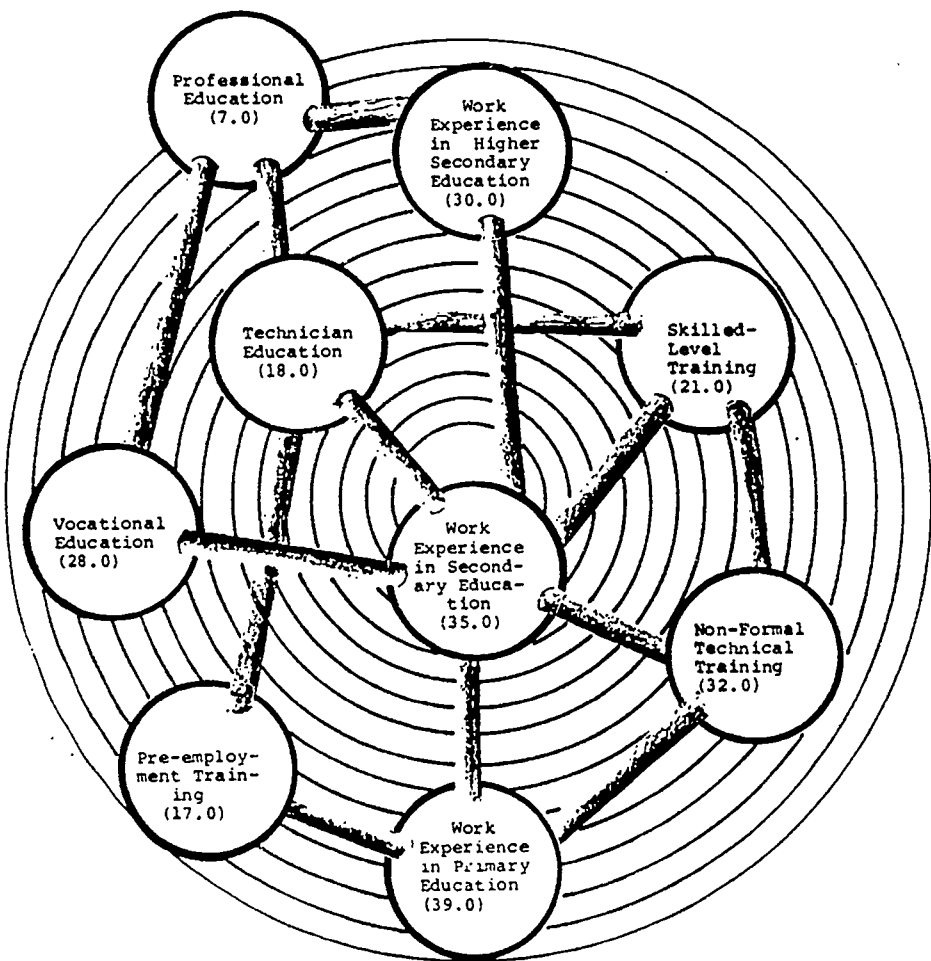 Professional
Education
(7.0)
Work
Experience
in Higher
Secondary
Education
(30.0)
Technician
Education
(18.0)
Skilled-
Level
Training
(21.0)
Vocational
Education
(28.0)
Work
Experience
in Second-
ary Educa-
tion
(35.0)
Non-Formal
Technical
Training
(32.0)
Pre-employ-
ment Train-
ing
(17.0)
Work
Experience
in Primary
Education
(39.0)